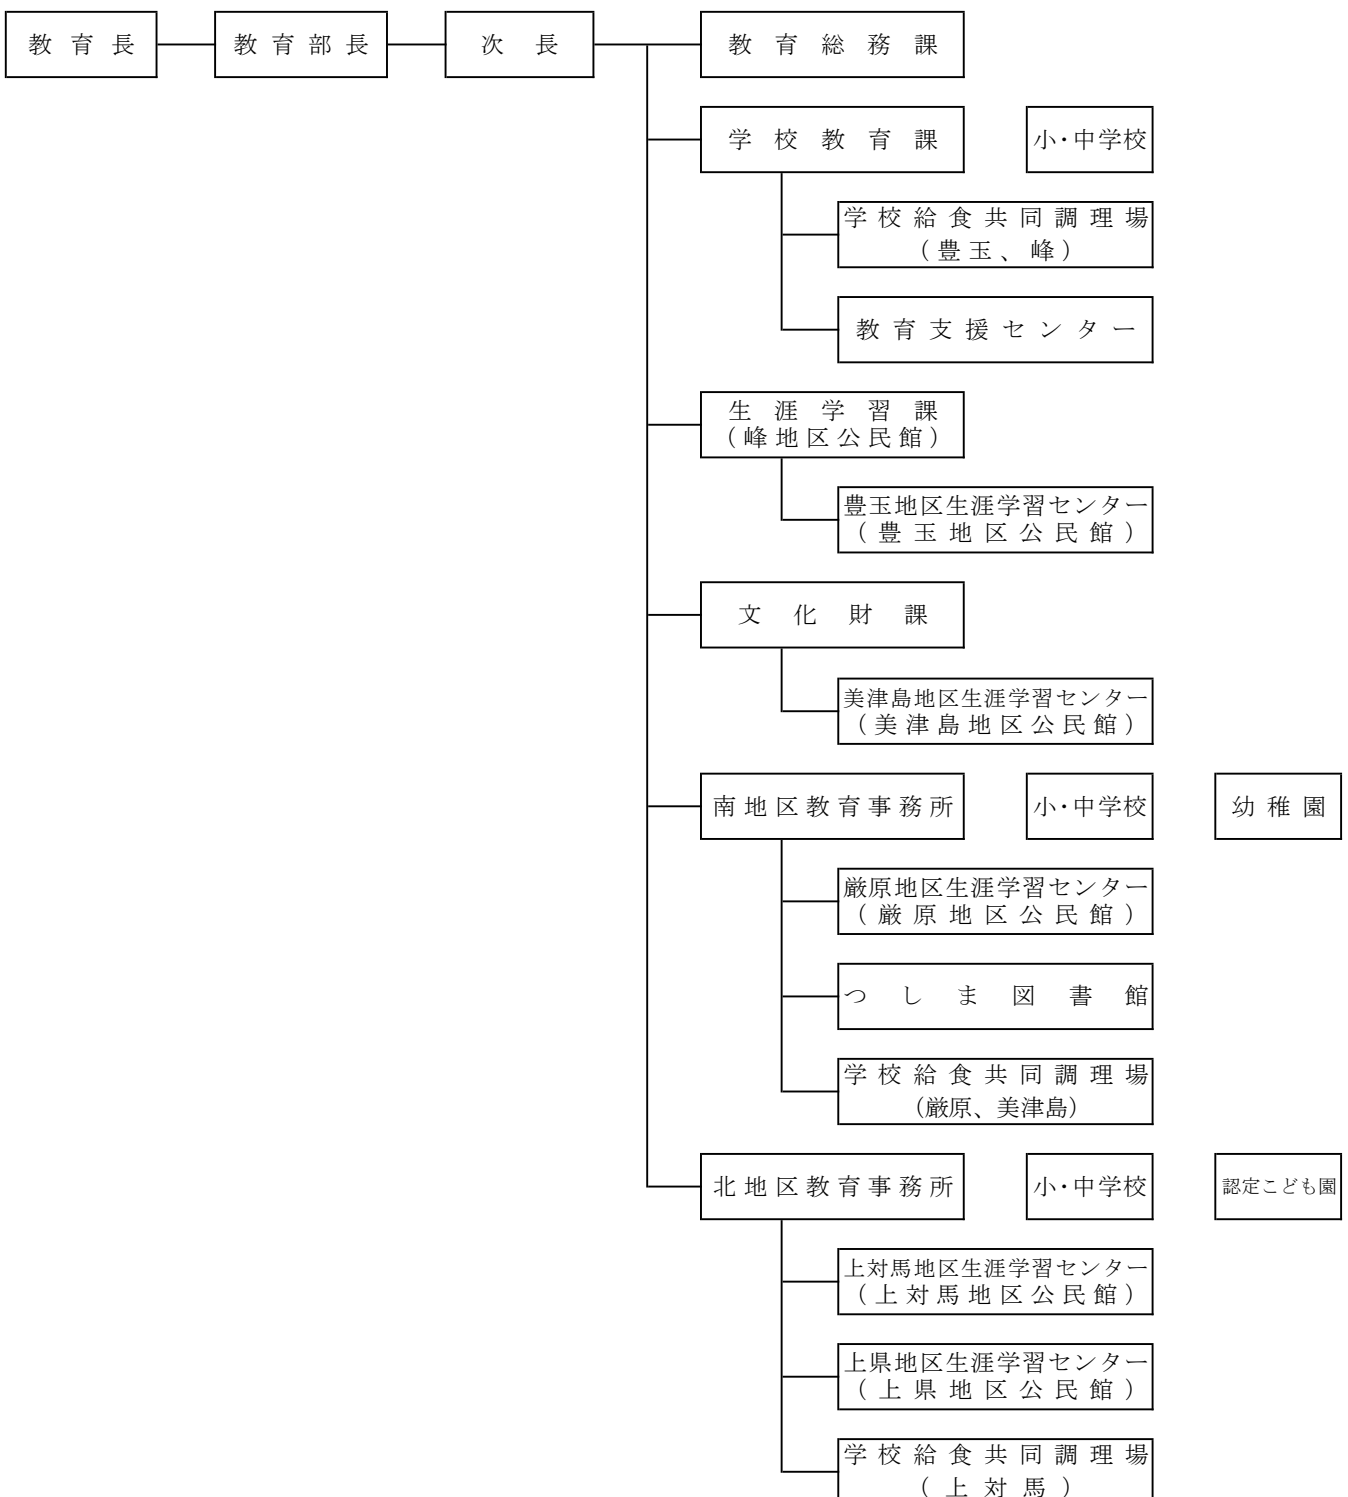 教育長
教育部長
次長
教育総務課
学校教育課
小・中学校
学校給食共同調理場
（豊玉、峰）
教育支援センター
生涯学習課
（峰地区公民館）
豊玉地区生涯学習センター
（豊玉地区公民館）
文化財課
美津島地区生涯学習センター
（美津島地区公民館）
南地区教育事務所
小・中学校
幼稚園
厳原地区生涯学習センター
（厳原地区公民館）
つしま図書館
学校給食共同調理場
（厳原、美津島）
北地区教育事務所
小・中学校
認定こども園
上対馬地区生涯学習センター
（上対馬地区公民館）
上県地区生涯学習センター
（上県地区公民館）
学校給食共同調理場
（上対馬）